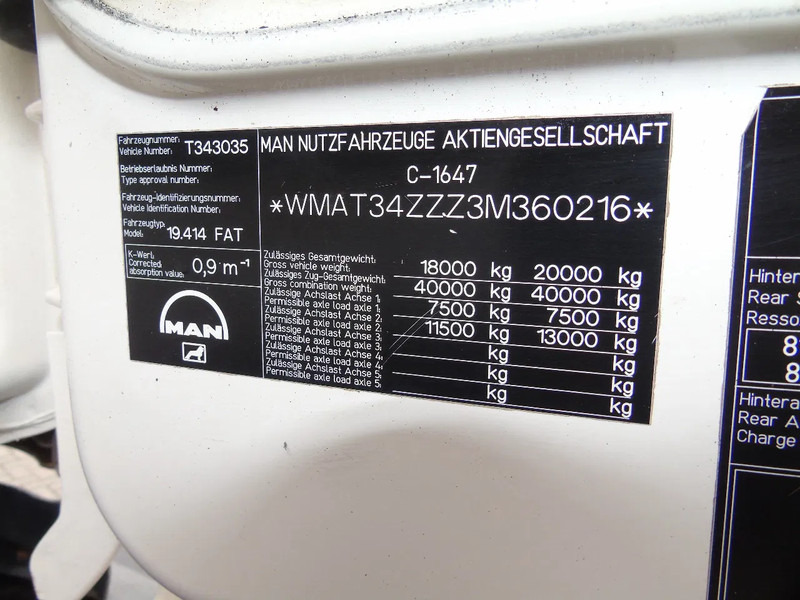 Fahrzeugnummer:
Vehicle Number: T343035
Betriebserlaubnis Nummer:
Type approval number:
Fahrzeug-Identifizierungsnummer:
Vehicle Identification Number:
Fahrzeugtyp:
Model: 19.414 FAT
K-Wert:
Corrected absorption value: 0,9 m⁻¹
MAN
MAN NUTZFAHRZEUGE AKTIENGESELLSCHAFT
C-1647
*WMAT34ZZZ3M360216*
Zulässiges Gesamtgewicht:
Gross vehicle weight: 18000 kg 20000 kg
Zulässiges Zug-Gesamtgewicht:
Gross combination weight: 40000 kg 40000 kg
Zulässige Achslast Achse 1:
Permissible axle load axle 1: 7500 kg 7500 kg
Zulässige Achslast Achse 2:
Permissible axle load axle 2: 11500 kg 13000 kg
Zulässige Achslast Achse 3:
Permissible axle load axle 3: kg kg
Zulässige Achslast Achse 4:
Permissible axle load axle 4: kg kg
Zulässige Achslast Achse 5:
Permissible axle load axle 5: kg kg
Hinter
Rear S
Resso
8
8
Hintera
Rear A
Charge